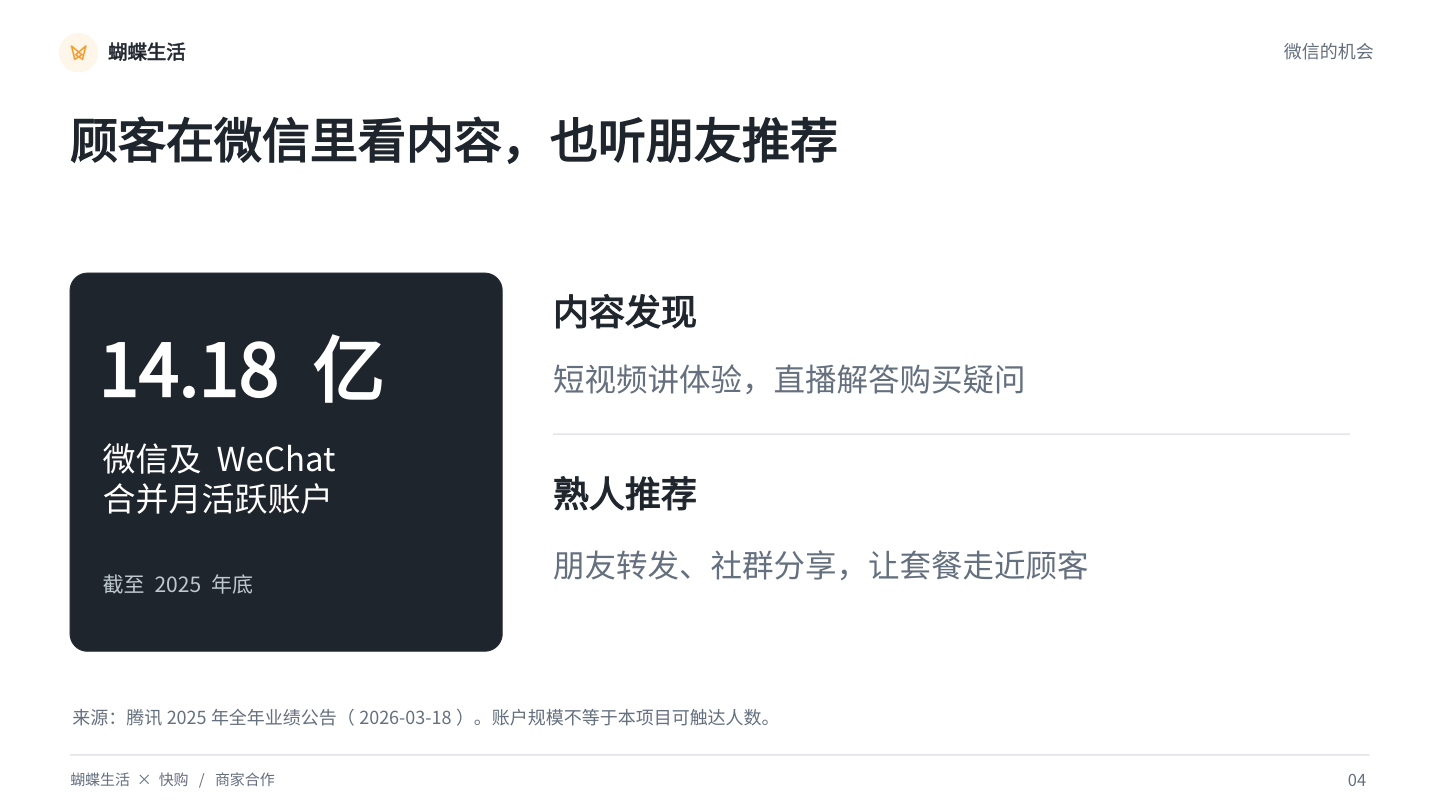 蝴蝶生活
微信的机会
顾客在微信里看内容，也听朋友推荐
14.18 亿
微信及 WeChat
合并月活跃账户
截至 2025 年底
内容发现
短视频讲体验，直播解答购买疑问
熟人推荐
朋友转发、社群分享，让套餐走近顾客
来源：腾讯 2025 年全年业绩公告（ 2026-03-18 ）。账户规模不等于本项目可触达人数。
蝴蝶生活 × 快购 / 商家合作
04